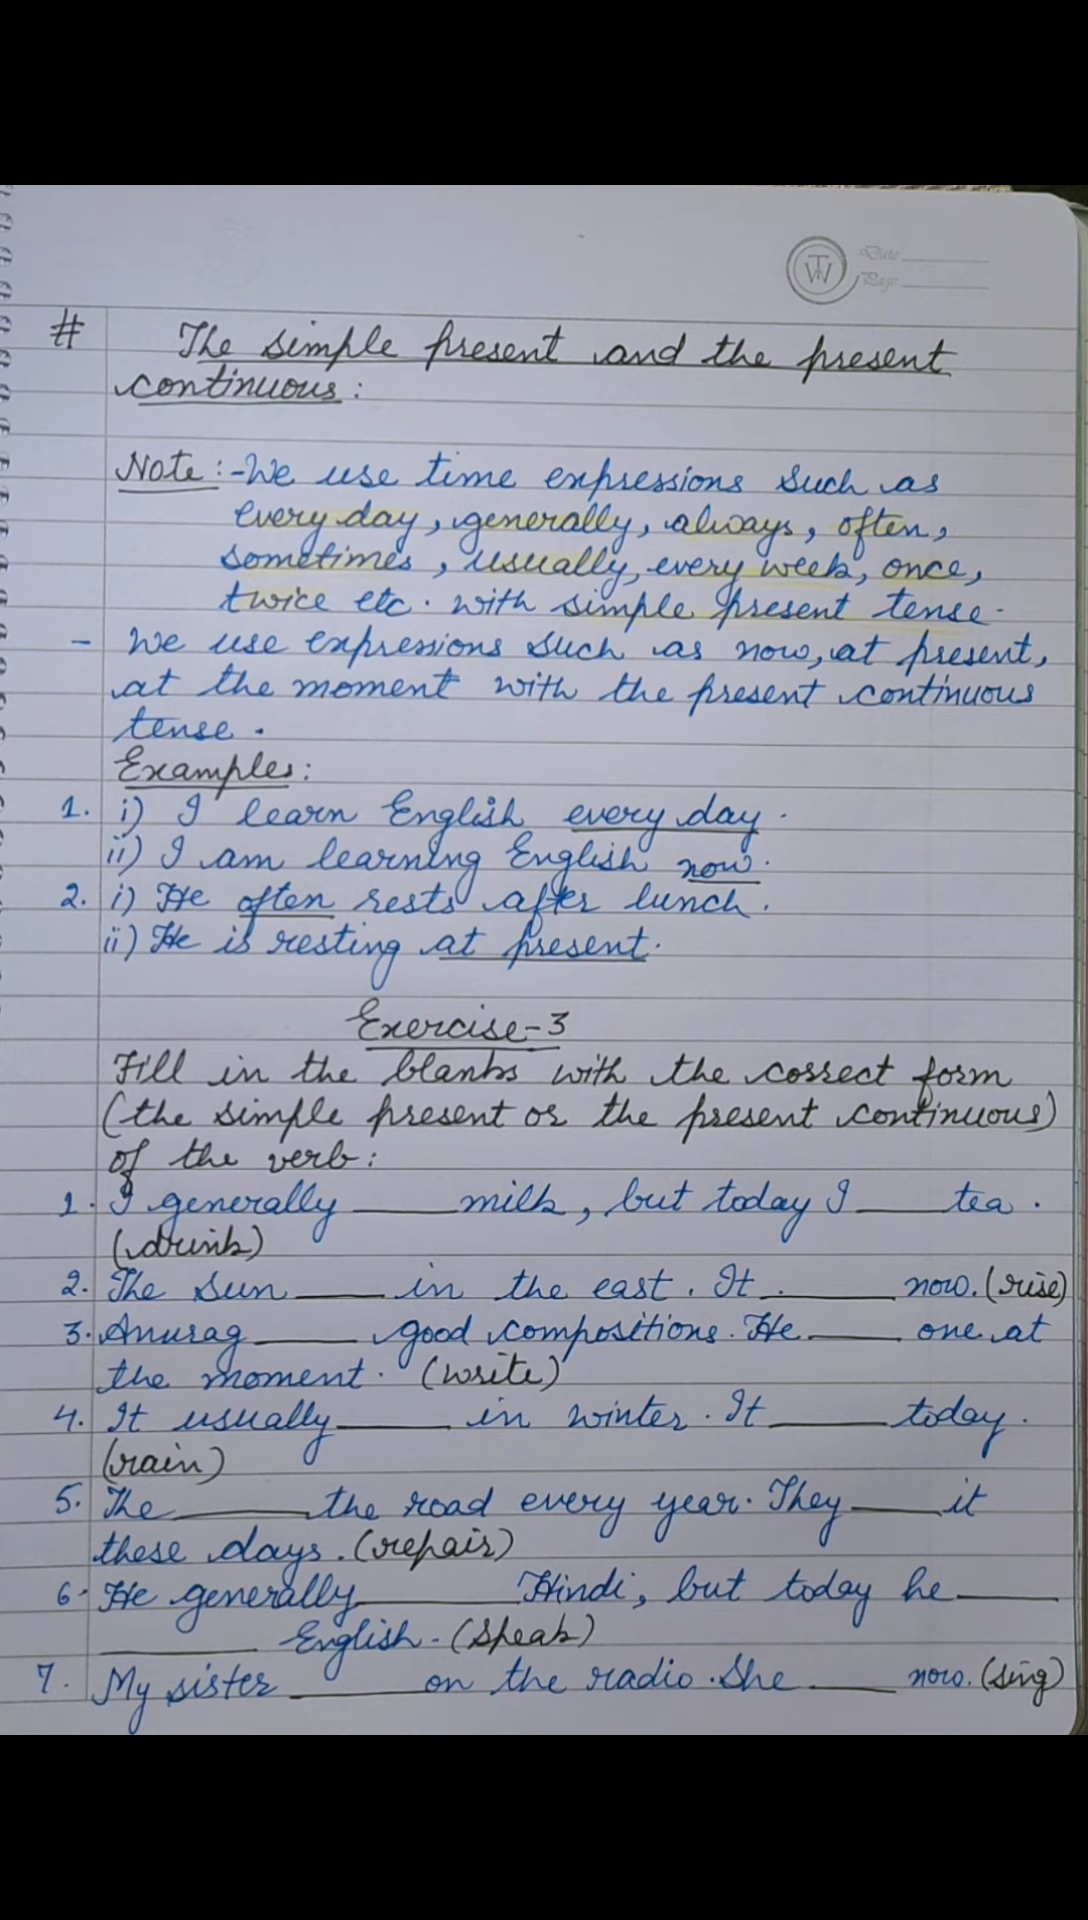 TW
Date
Page
# The simple present and the present
continuous:
Note:-We use time expressions such as
every day, generally, always, often,
sometimes, usually, every week, once,
twice etc. with simple present tense.
- We use expressions such as now, at present,
at the moment with the present continuous
tense.
Examples:
1. i) I learn English every day.
ii) I am learning English now.
2. i) He often rests after lunch.
ii) He is resting at present.
Exercise-3
Fill in the blanks with the correct form
(the simple present or the present continuous)
of the verb:
1. I generally ____ milk, but today I ____ tea.
(drink)
2. The sun ____ in the east. It ____ now. (rise)
3. Anurag ____ good compositions. He ____ one at
the moment. (write)
4. It usually ____ in winter. It ____ today.
(rain)
5. The ____ the road every year. They ____ it
these days. (repair)
6. He generally ____ Hindi, but today he ____
____ English. (speak)
7. My sister ____ on the radio. She ____ now. (sing)